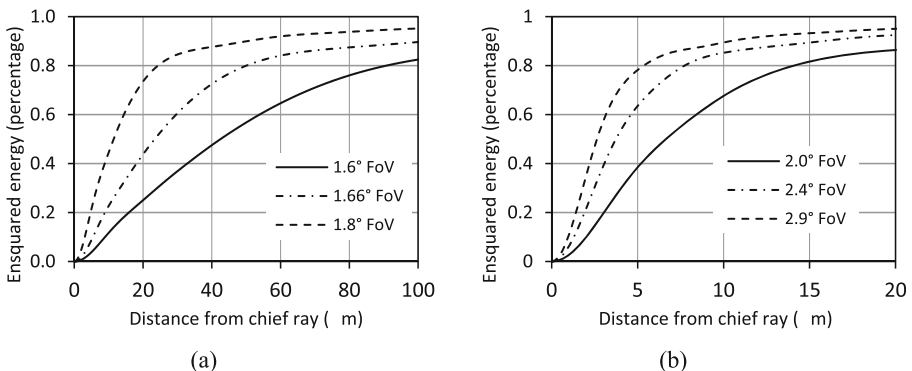 Ensquared energy (percentage)
1.0
0.8
0.6
0.4
0.2
0.0
0
20
40
60
80
100
1.6° FoV
1.66° FoV
1.8° FoV
Distance from chief ray ( m)
(a)
Ensquared energy (percentage)
1
0.8
0.6
0.4
0.2
0
0
5
10
15
20
2.0° FoV
2.4° FoV
2.9° FoV
Distance from chief ray ( m)
(b)